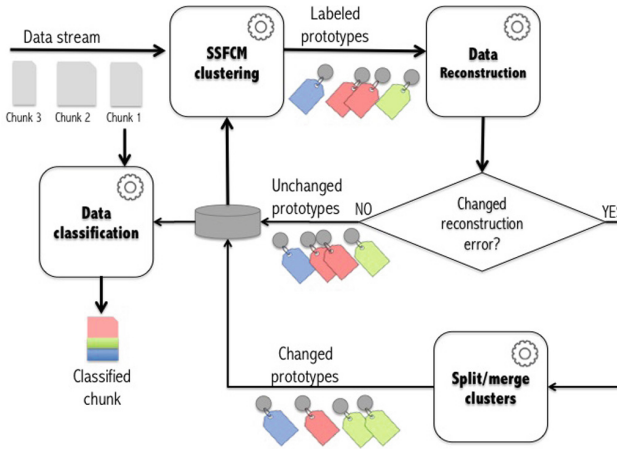 Data stream
Chunk 3
Chunk 2
Chunk 1
SSFCM
clustering
Labeled
prototypes
Data
Reconstruction
Data
classification
Unchanged
prototypes
NO
Changed
reconstruction
error?
YES
Classified
chunk
Changed
prototypes
Split/merge
clusters